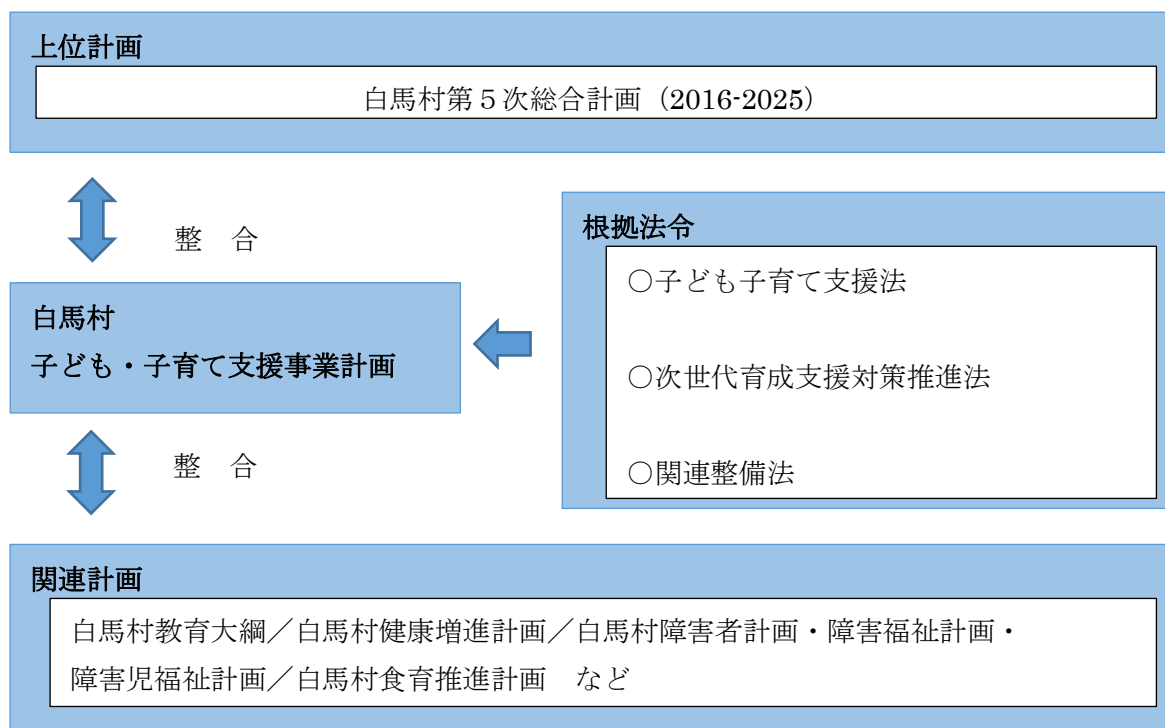 上位計画
白馬村第５次総合計画（2016-2025）
整　合
根拠法令
○子ども子育て支援法
○次世代育成支援対策推進法
○関連整備法
白馬村
子ども・子育て支援事業計画
整　合
関連計画
白馬村教育大綱／白馬村健康増進計画／白馬村障害者計画・障害福祉計画・
障害児福祉計画／白馬村食育推進計画　など